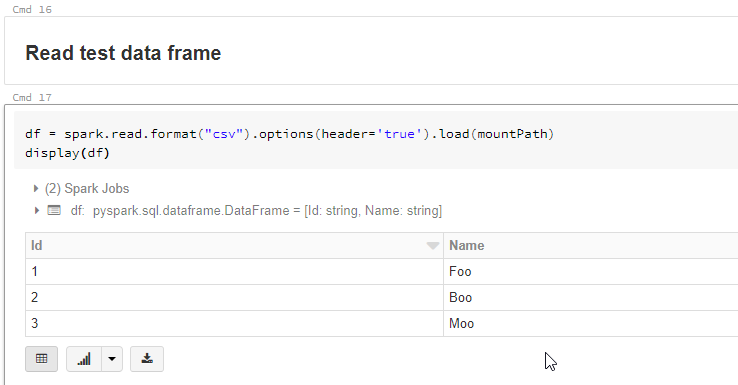 Cmd 16
Read test data frame
Cmd 17
df = spark.read.format("csv").options(header='true').load(mountPath)
display(df)
(2) Spark Jobs
df: pyspark.sql.dataframe.DataFrame = [Id: string, Name: string]
Id Name
1 Foo
2 Boo
3 Moo